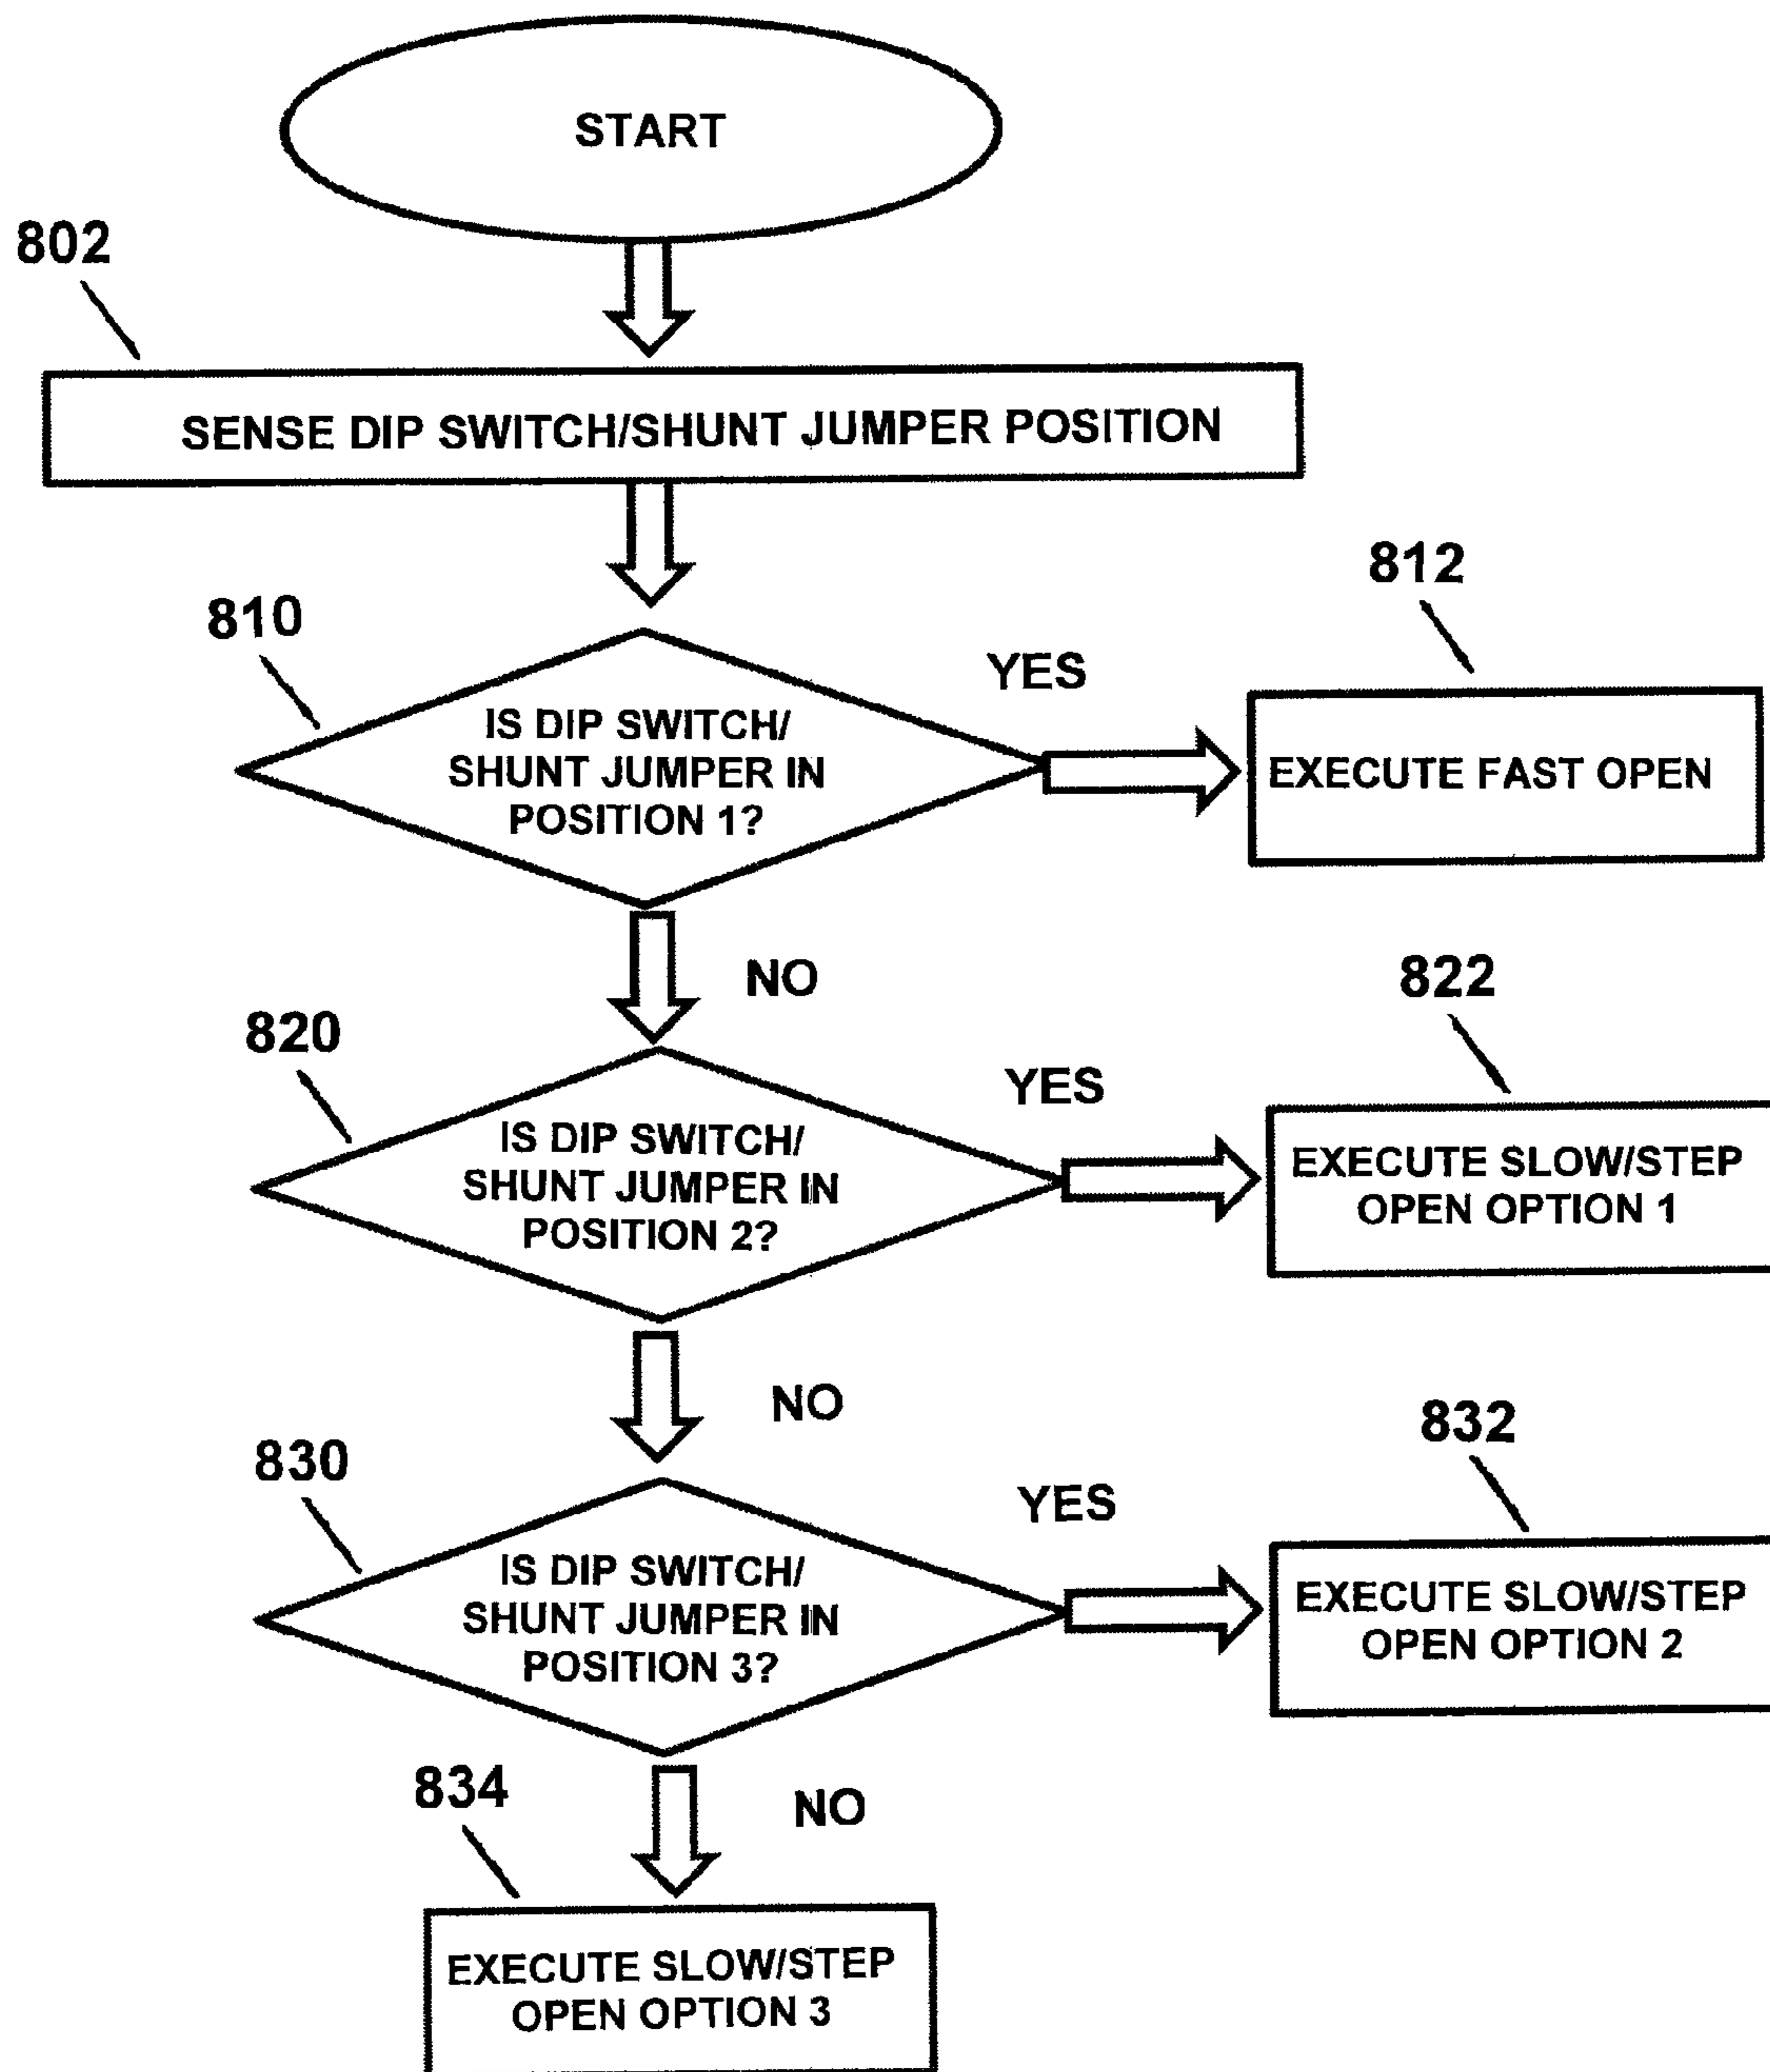 START
802
SENSE DIP SWITCH/SHUNT JUMPER POSITION
810
IS DIP SWITCH/
SHUNT JUMPER IN
POSITION 1?
YES
812
EXECUTE FAST OPEN
NO
820
IS DIP SWITCH/
SHUNT JUMPER IN
POSITION 2?
YES
822
EXECUTE SLOW/STEP
OPEN OPTION 1
NO
830
IS DIP SWITCH/
SHUNT JUMPER IN
POSITION 3?
YES
832
EXECUTE SLOW/STEP
OPEN OPTION 2
NO
834
EXECUTE SLOW/STEP
OPEN OPTION 3